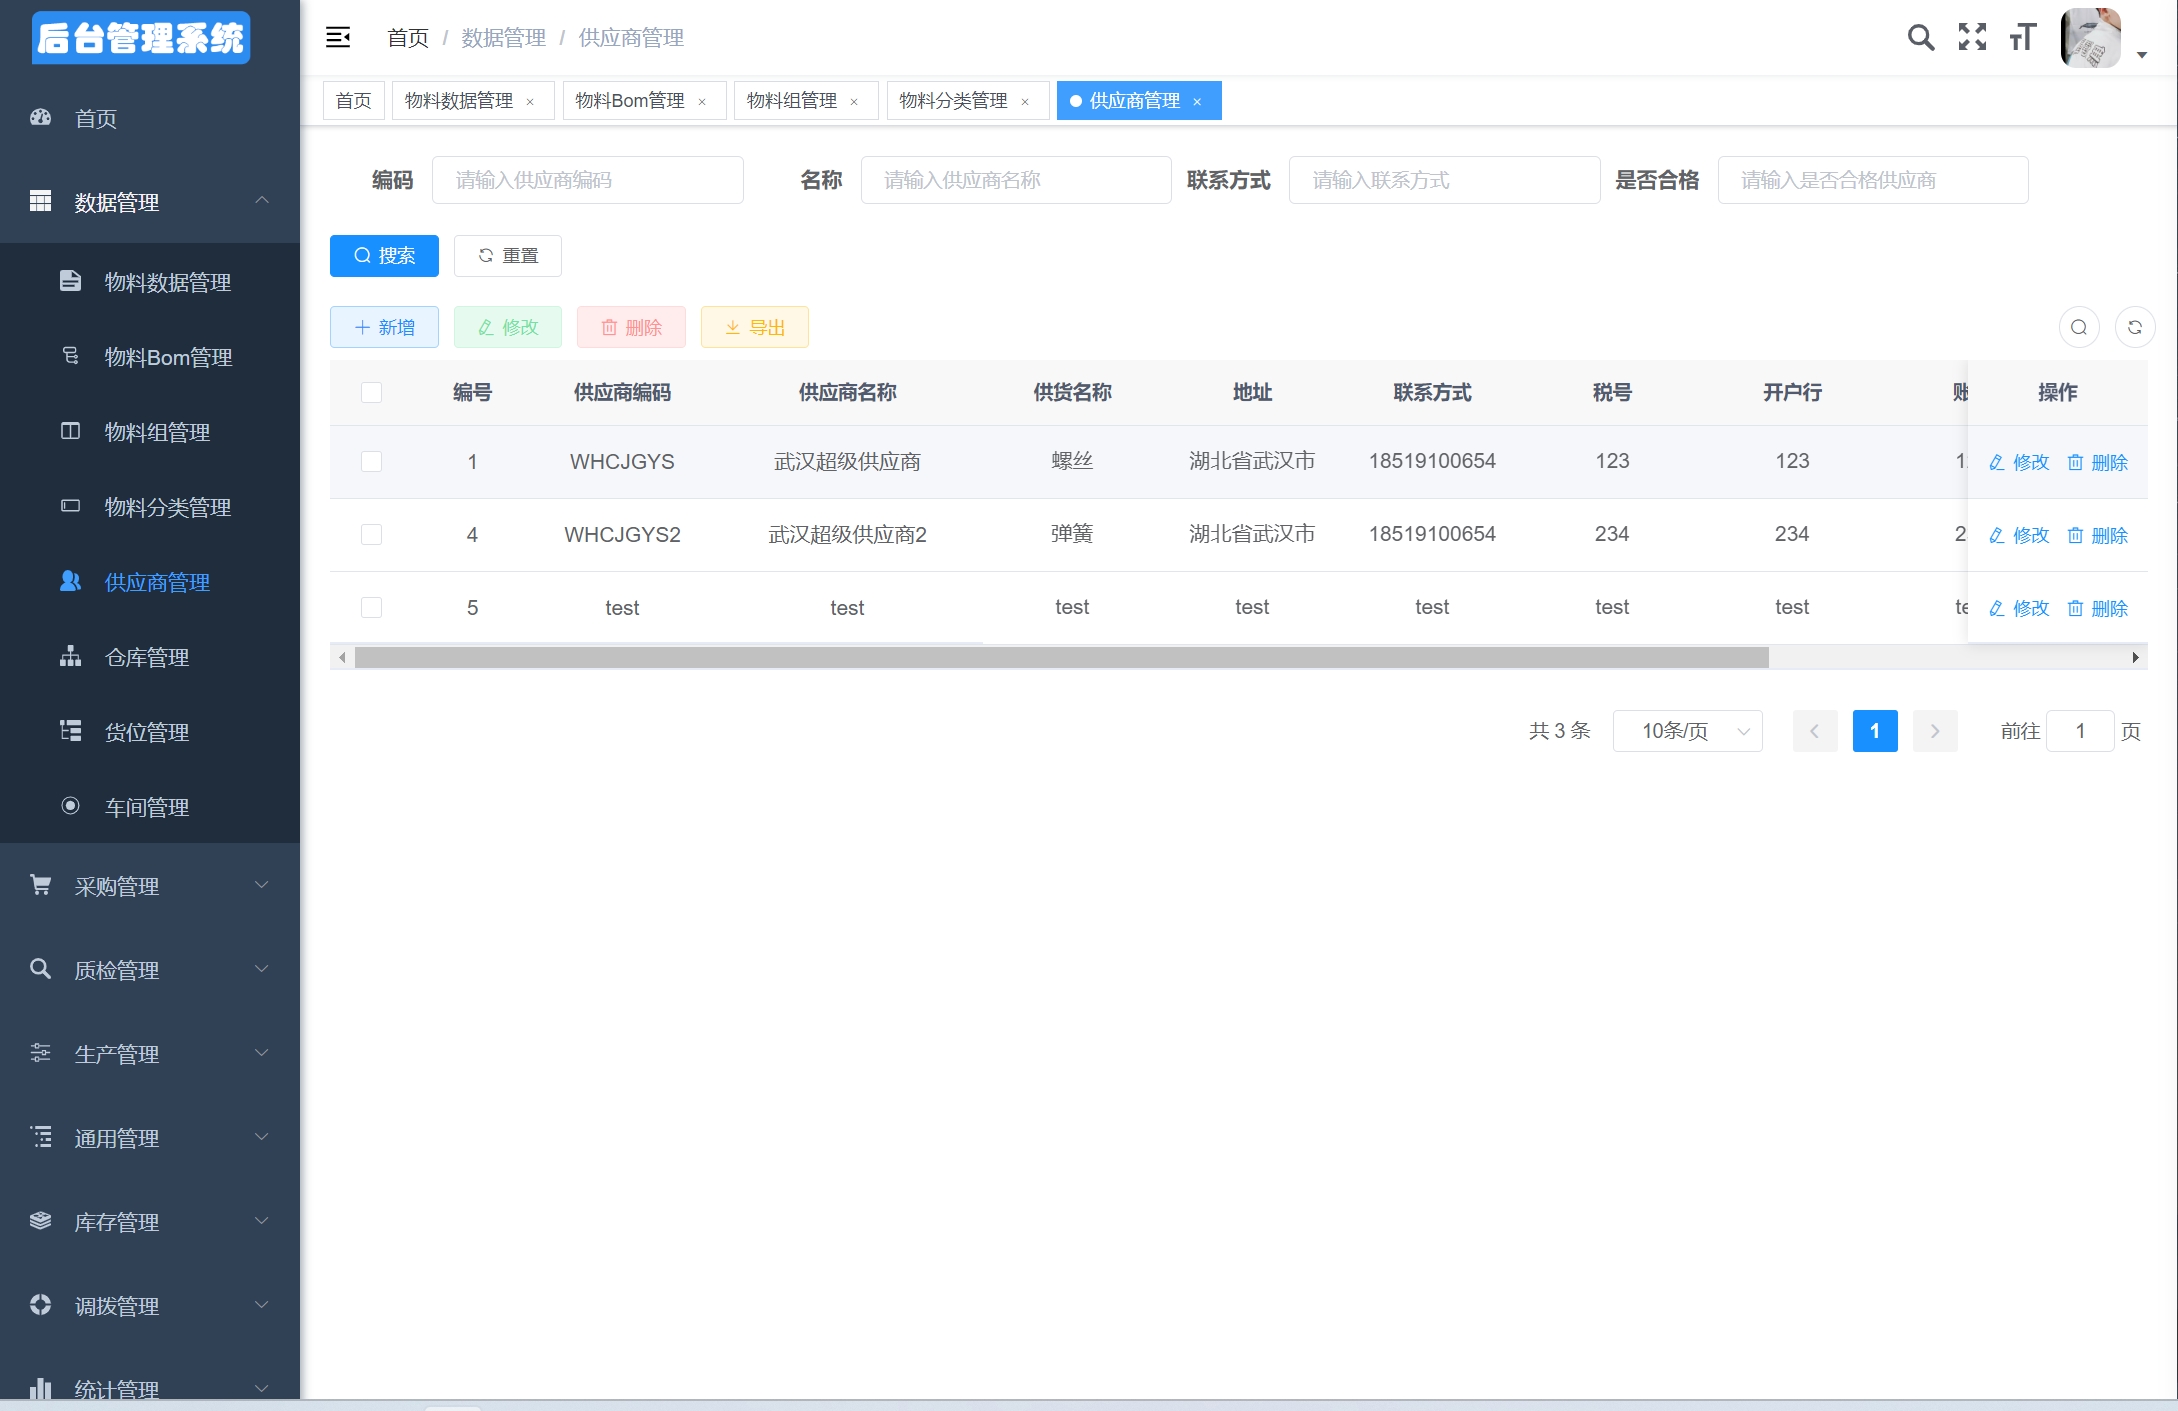 后台管理系统
首页
数据管理
物料数据管理
物料Bom管理
物料组管理
物料分类管理
供应商管理
仓库管理
货位管理
车间管理
采购管理
质检管理
生产管理
通用管理
库存管理
调拨管理
统计管理
首页 / 数据管理 / 供应商管理
首页 物料数据管理 × 物料Bom管理 × 物料组管理 × 物料分类管理 × 供应商管理 ×
编码 请输入供应商编码 名称 请输入供应商名称 联系方式 请输入联系方式 是否合格 请输入是否合格供应商
搜索 重置
新增 修改 删除 导出
编号 供应商编码 供应商名称 供货名称 地址 联系方式 税号 开户行 账 操作
1 WHCJGYS 武汉超级供应商 螺丝 湖北省武汉市 18519100654 123 123 1 修改 删除
4 WHCJGYS2 武汉超级供应商2 弹簧 湖北省武汉市 18519100654 234 234 2 修改 删除
5 test test test test test test test te 修改 删除
共 3 条 10条/页 1 前往 1 页